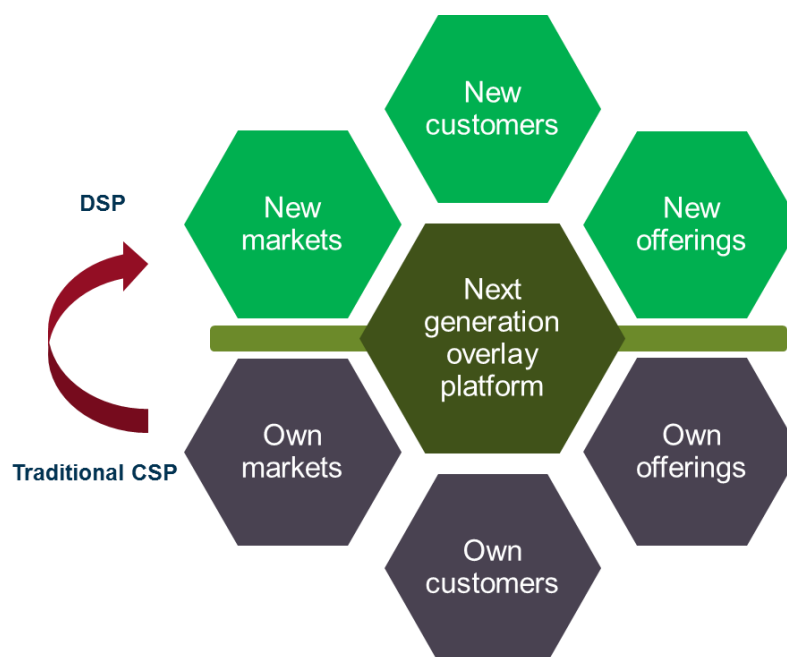 New
customers
DSP
New
markets
New
offerings
Next
generation
overlay
platform
Own
markets
Own
offerings
Traditional CSP
Own
customers